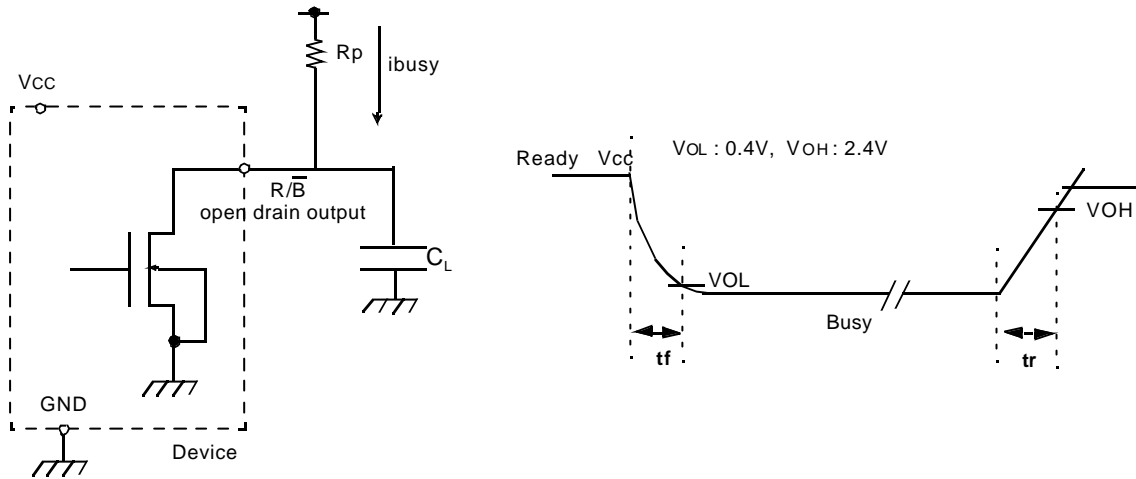 Rp
ibusy
VCC
R/B̅
open drain output
CL
GND
Device
Ready Vcc
VOL : 0.4V, VOH : 2.4V
VOH
VOL
Busy
tf
tr